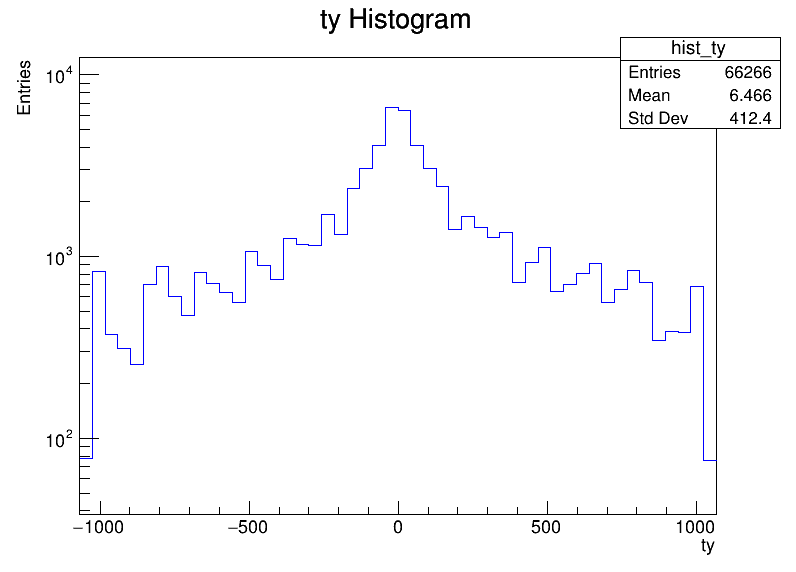 ty Histogram
hist_ty
Entries 66266
Mean 6.466
Std Dev 412.4
Entries
10^4
10^3
10^2
−1000 −500 0 500 1000
ty